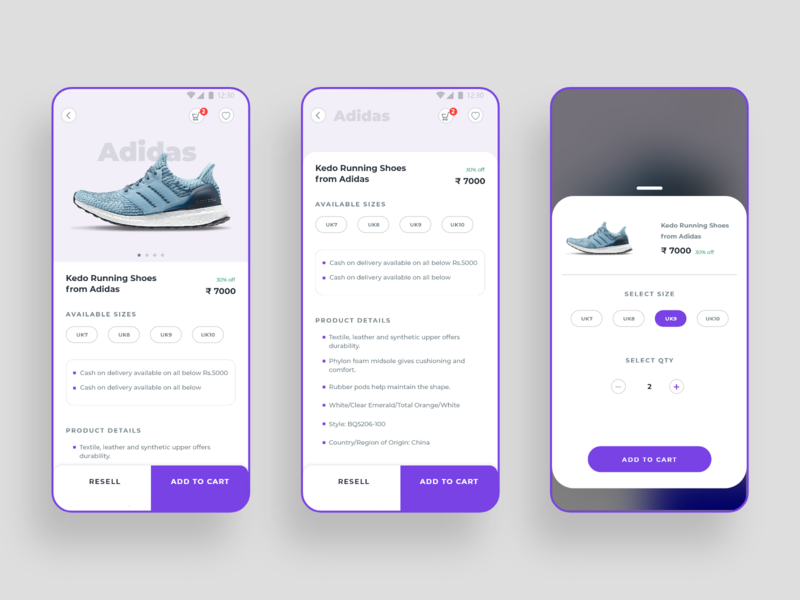 12:30
2
Adidas
Kedo Running Shoes
from Adidas
30% off
₹ 7000
AVAILABLE SIZES
UK7
UK8
UK9
UK10
Cash on delivery available on all below Rs.5000
Cash on delivery available on all below
PRODUCT DETAILS
Textile, leather and synthetic upper offers
durability.
RESELL
ADD TO CART
12:30
Adidas
2
Kedo Running Shoes
from Adidas
30% off
₹ 7000
AVAILABLE SIZES
UK7
UK8
UK9
UK10
Cash on delivery available on all below Rs.5000
Cash on delivery available on all below
PRODUCT DETAILS
Textile, leather and synthetic upper offers
durability.
Phylon foam midsole gives cushioning and
comfort.
Rubber pods help maintain the shape.
White/Clear Emerald/Total Orange/White
Style: BQ5206-100
Country/Region of Origin: China
RESELL
ADD TO CART
Kedo Running Shoes
from Adidas
₹ 7000 30% off
SELECT SIZE
UK7
UK8
UK9
UK10
SELECT QTY
2
ADD TO CART